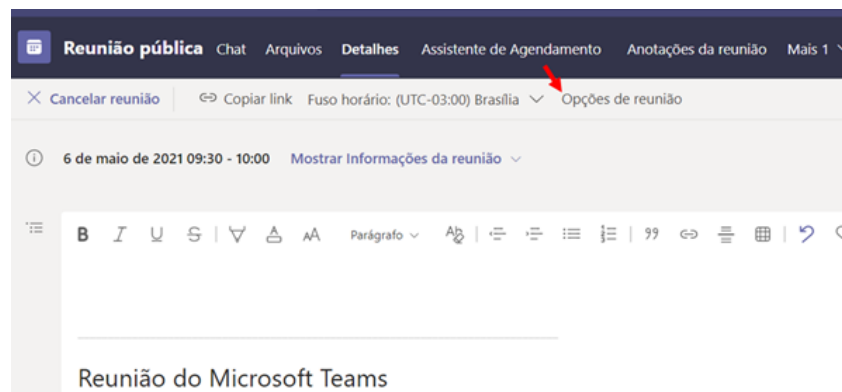 Reunião pública Chat Arquivos Detalhes Assistente de Agendamento Anotações da reunião Mais 1
Cancelar reunião Copiar link Fuso horário: (UTC-03:00) Brasília Opções de reunião
6 de maio de 2021 09:30 - 10:00 Mostrar Informações da reunião
B I U S A AA Parágrafo Ab 99
Reunião do Microsoft Teams